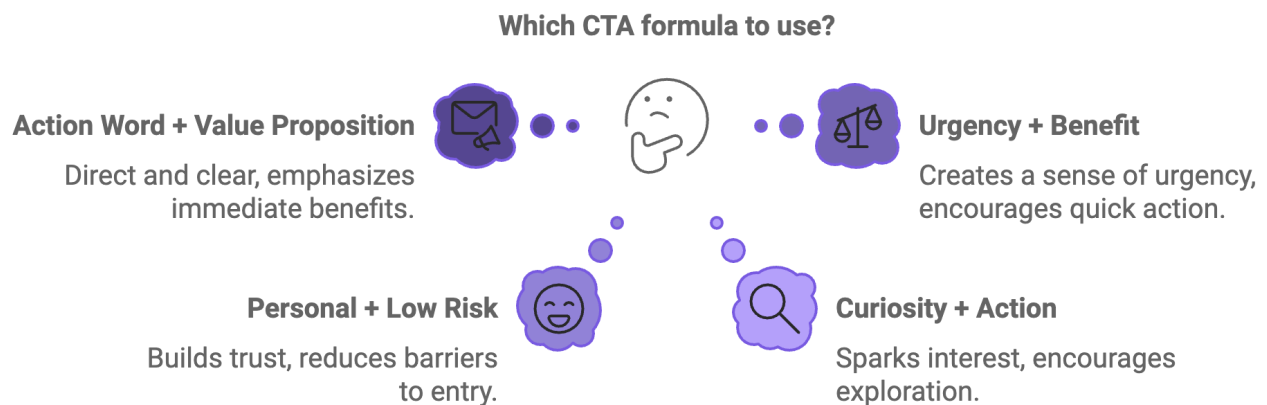 Which CTA formula to use?
Action Word + Value Proposition
Direct and clear, emphasizes
immediate benefits.
Urgency + Benefit
Creates a sense of urgency,
encourages quick action.
Personal + Low Risk
Builds trust, reduces barriers
to entry.
Curiosity + Action
Sparks interest, encourages
exploration.